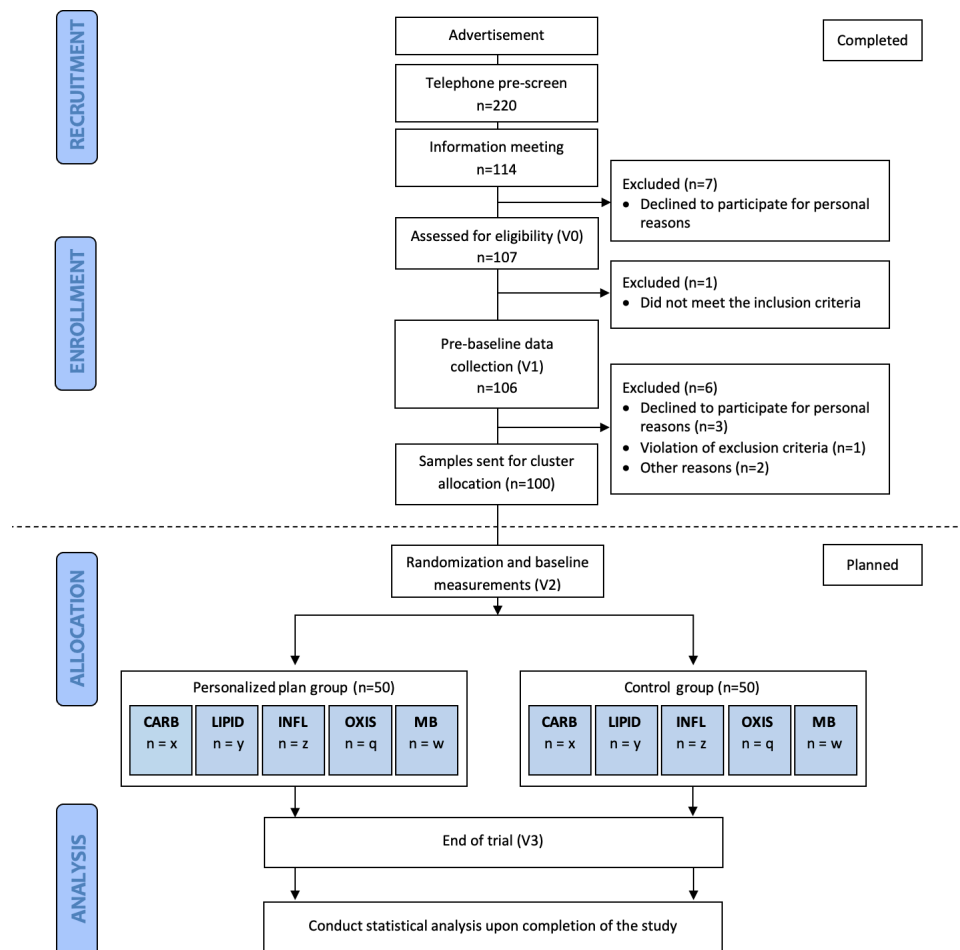 RECRUITMENT
Advertisement
Completed
Telephone pre-screen
n=220
Information meeting
n=114
Excluded (n=7)
• Declined to participate for personal
reasons
ENROLLMENT
Assessed for eligibility (V0)
n=107
Excluded (n=1)
• Did not meet the inclusion criteria
Pre-baseline data
collection (V1)
n=106
Excluded (n=6)
• Declined to participate for personal
reasons (n=3)
• Violation of exclusion criteria (n=1)
• Other reasons (n=2)
Samples sent for cluster
allocation (n=100)
ALLOCATION
Randomization and baseline
measurements (V2)
Planned
Personalized plan group (n=50)
CARB
n = x
LIPID
n = y
INFL
n = z
OXIS
n = q
MB
n = w
Control group (n=50)
CARB
n = x
LIPID
n = y
INFL
n = z
OXIS
n = q
MB
n = w
ANALYSIS
End of trial (V3)
Conduct statistical analysis upon completion of the study